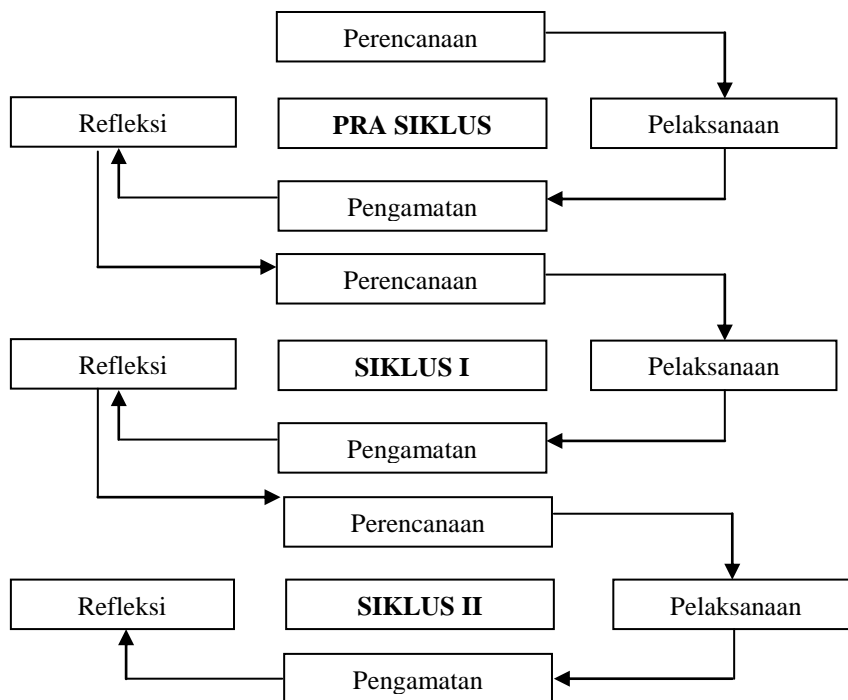 Perencanaan
Refleksi
PRA SIKLUS
Pelaksanaan
Pengamatan
Perencanaan
Refleksi
SIKLUS I
Pelaksanaan
Pengamatan
Perencanaan
Refleksi
SIKLUS II
Pelaksanaan
Pengamatan